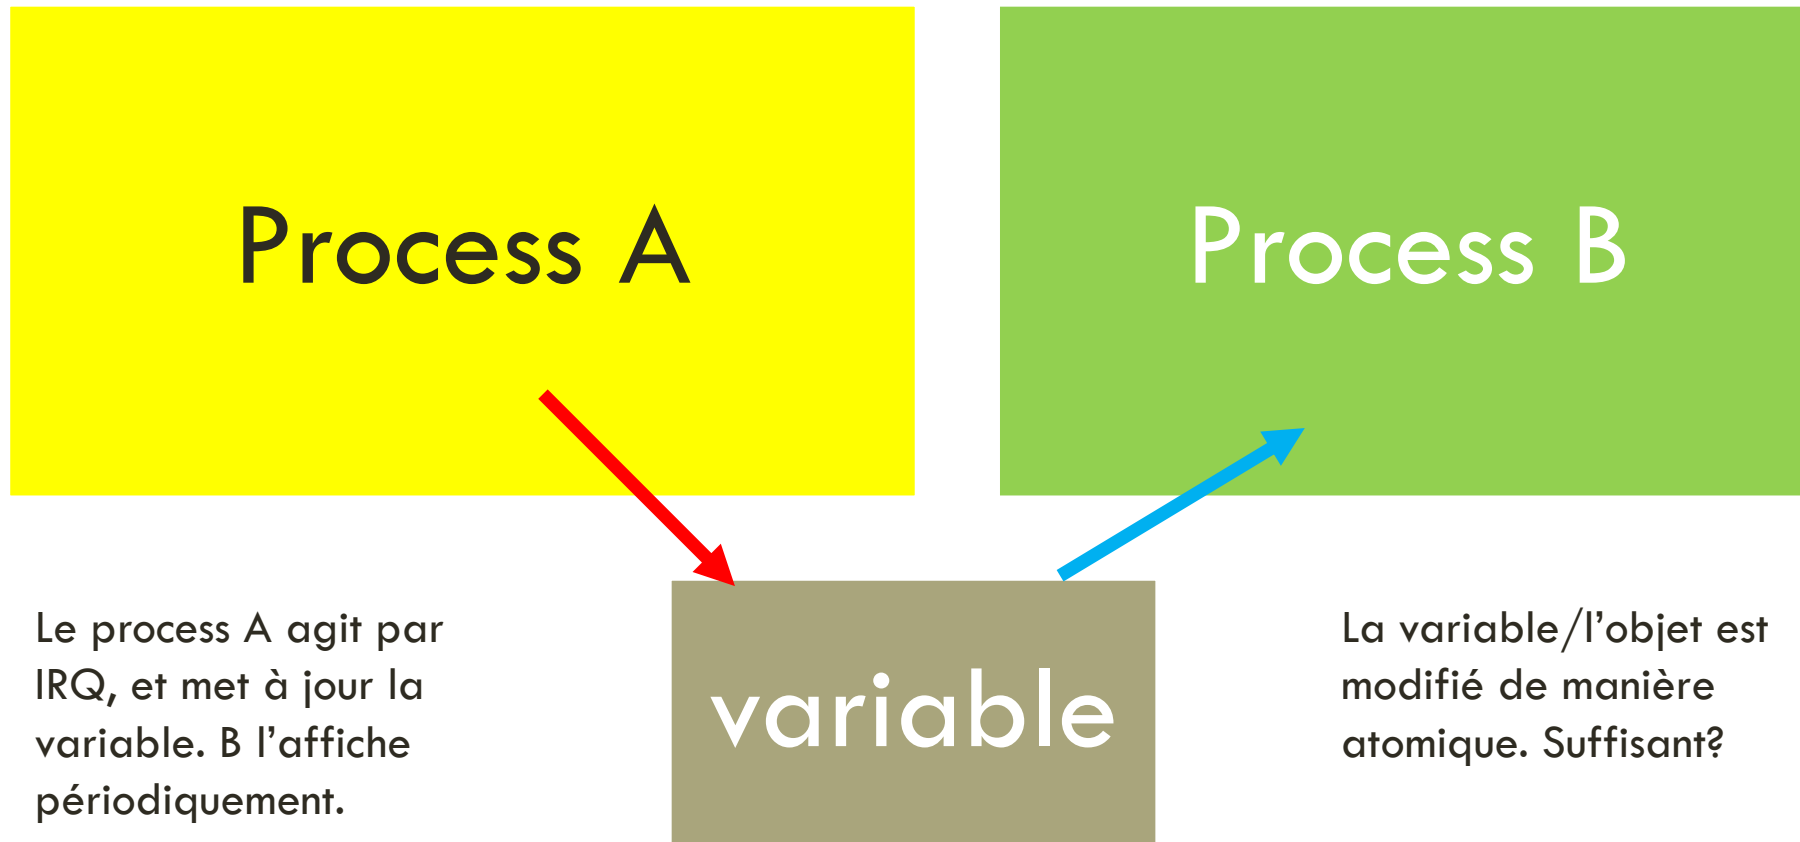 Process A
Process B
variable
Le process A agit par
IRQ, et met à jour la
variable. B l’affiche
périodiquement.
La variable/l’objet est
modifié de manière
atomique. Suffisant?